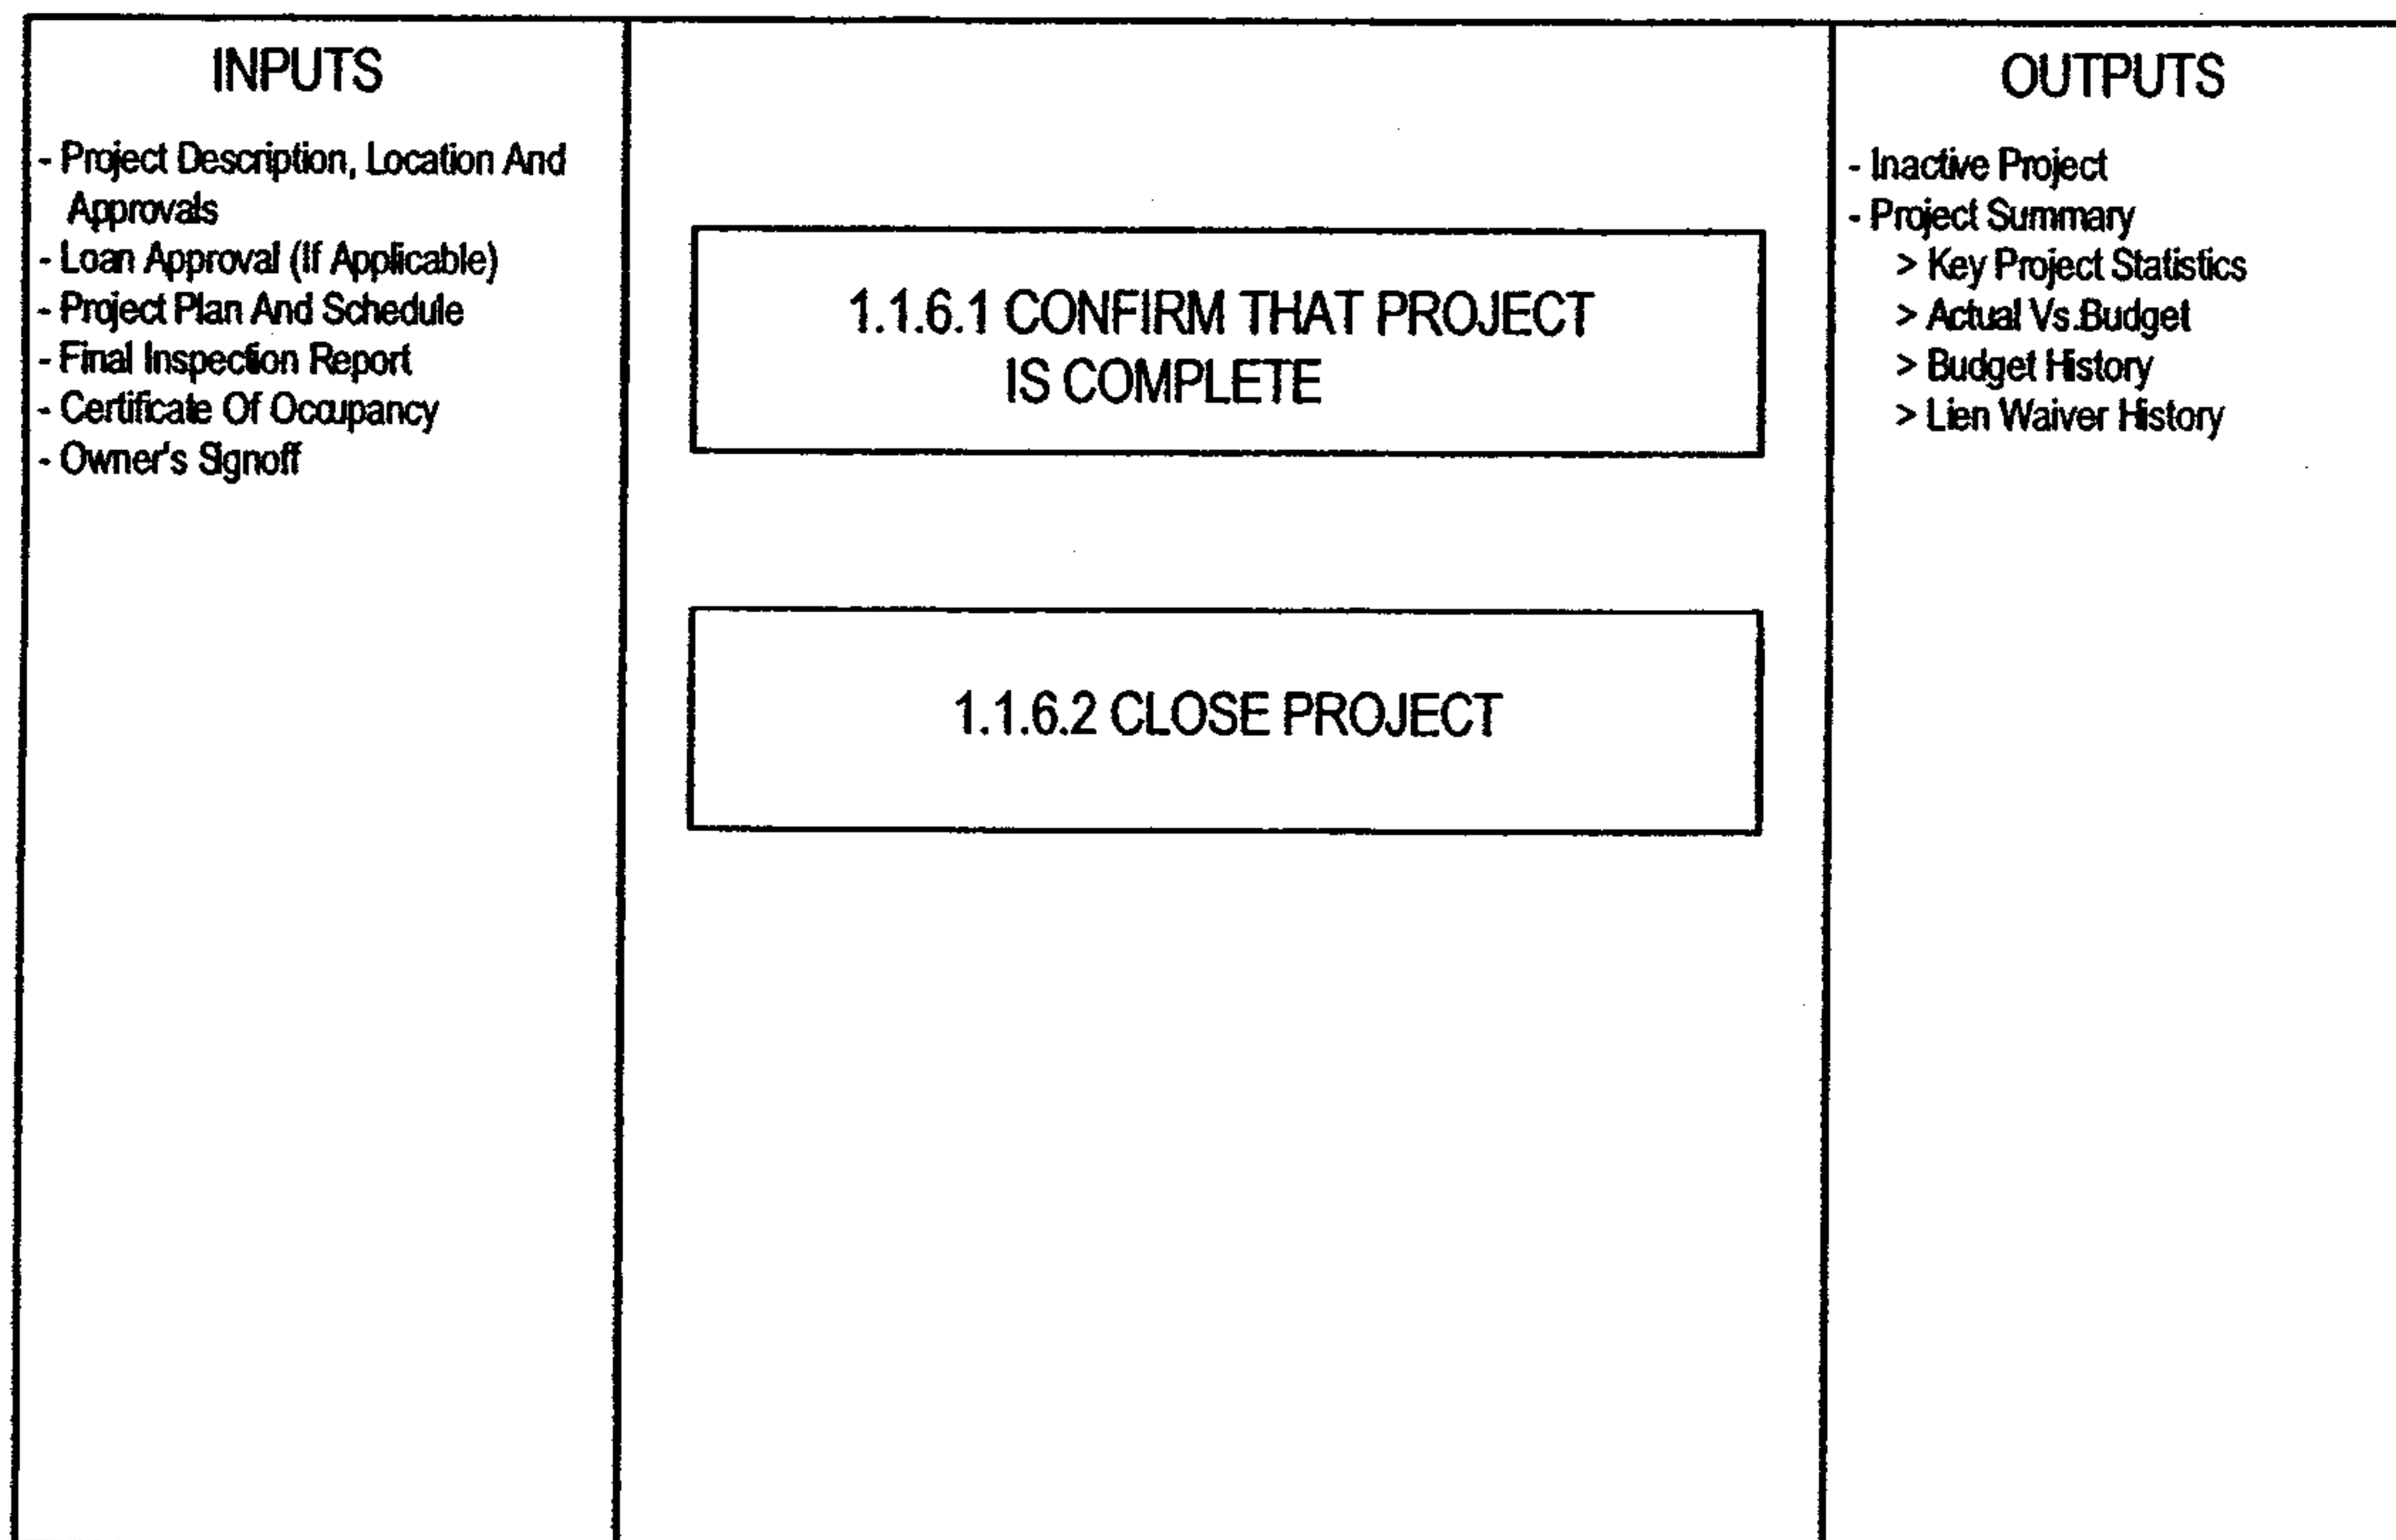 INPUTS
- Project Description, Location And
Approvals
- Loan Approval (If Applicable)
- Project Plan And Schedule
- Final Inspection Report
- Certificate Of Occupancy
- Owner's Signoff
1.1.6.1 CONFIRM THAT PROJECT
IS COMPLETE
1.1.6.2 CLOSE PROJECT
OUTPUTS
- Inactive Project
- Project Summary
> Key Project Statistics
> Actual Vs.Budget
> Budget History
> Lien Waiver History